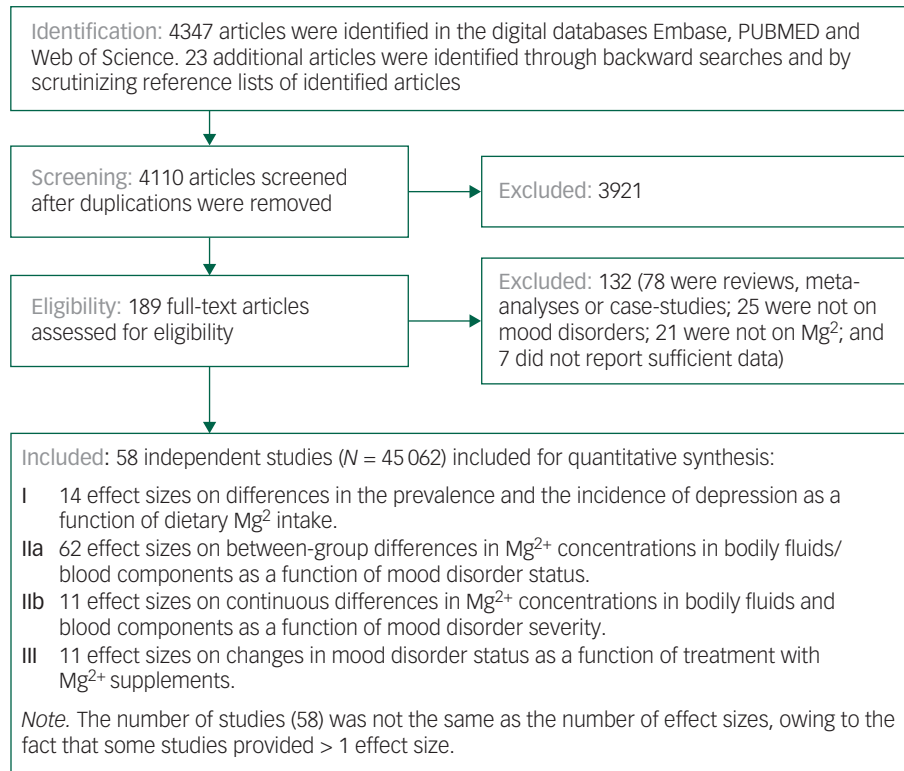 Identification: 4347 articles were identified in the digital databases Embase, PUBMED and
Web of Science. 23 additional articles were identified through backward searches and by
scrutinizing reference lists of identified articles
Screening: 4110 articles screened
after duplications were removed
Excluded: 3921
Eligibility: 189 full-text articles
assessed for eligibility
Excluded: 132 (78 were reviews, meta-
analyses or case-studies; 25 were not on
mood disorders; 21 were not on Mg²; and
7 did not report sufficient data)
Included: 58 independent studies (N = 45 062) included for quantitative synthesis:
I 14 effect sizes on differences in the prevalence and the incidence of depression as a
function of dietary Mg² intake.
IIa 62 effect sizes on between-group differences in Mg²⁺ concentrations in bodily fluids/
blood components as a function of mood disorder status.
IIb 11 effect sizes on continuous differences in Mg²⁺ concentrations in bodily fluids and
blood components as a function of mood disorder severity.
III 11 effect sizes on changes in mood disorder status as a function of treatment with
Mg²⁺ supplements.
Note. The number of studies (58) was not the same as the number of effect sizes, owing to the
fact that some studies provided > 1 effect size.